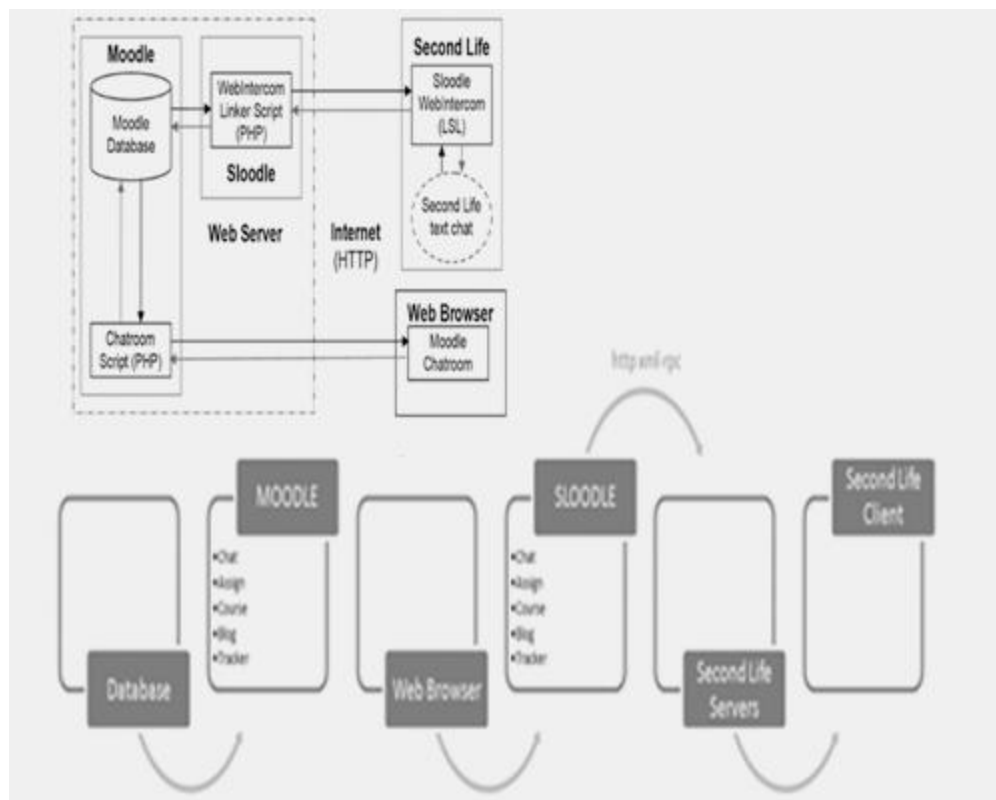 Moodle
Moodle
Database
WebIntercom
Linker Script
(PHP)
Sloodle
Web Server
Internet
(HTTP)
Second Life
Sloodle
WebIntercom
(LSL)
Second Life
text chat
Chatroom
Script (PHP)
Web Browser
Moodle
Chatroom
http xml-rpc
Database
MOODLE
•Chat
•Assign
•Course
•Blog
•Tracker
Web Browser
SLOODLE
•Chat
•Assign
•Course
•Blog
•Tracker
Second Life
Servers
Second Life
Client